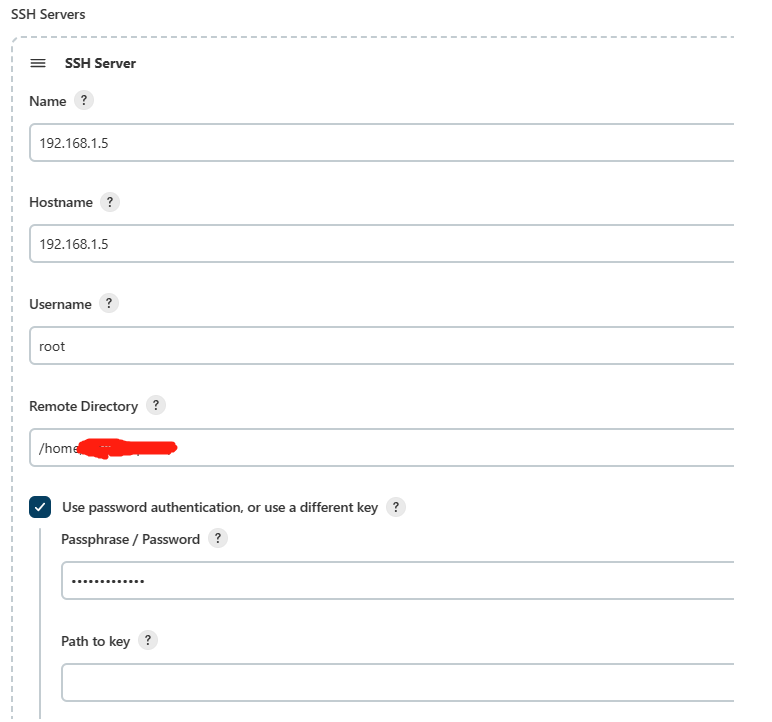 SSH Servers
SSH Server
Name ?
192.168.1.5
Hostname ?
192.168.1.5
Username ?
root
Remote Directory ?
/home
Use password authentication, or use a different key ?
Passphrase / Password ?
•••••••••••••
Path to key ?